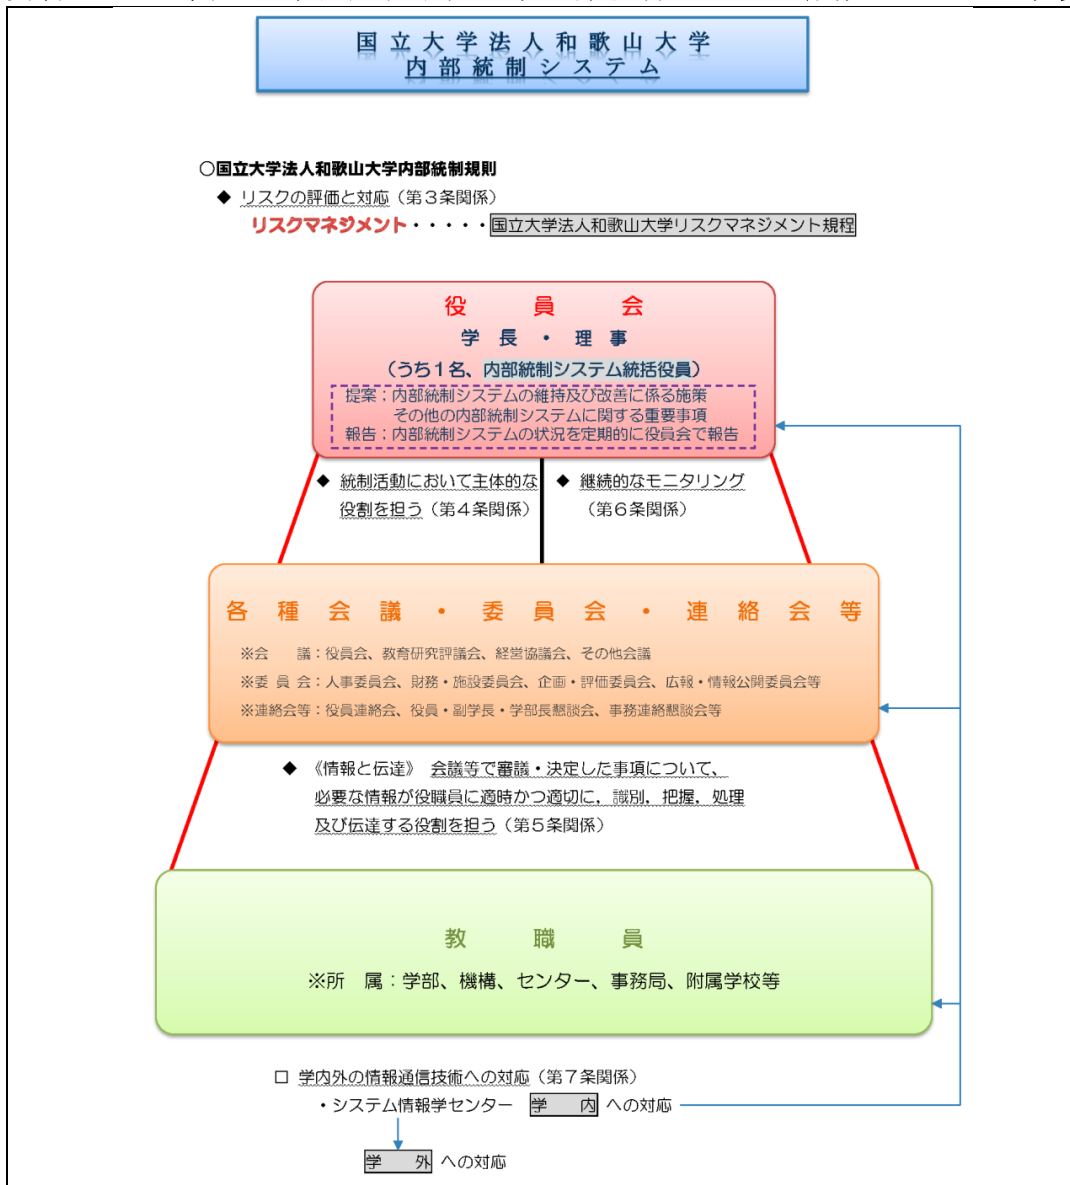 国立大学法人和歌山大学
内部統制システム
○国立大学法人和歌山大学内部統制規則
◆ リスクの評価と対応（第３条関係）
リスクマネジメント・・・・・国立大学法人和歌山大学リスクマネジメント規程
役　員　会
学 長 ・ 理 事
（うち１名、内部統制システム統括役員）
提案：内部統制システムの維持及び改善に係る施策
その他の内部統制システムに関する重要事項
報告：内部統制システムの状況を定期的に役員会で報告
◆ 統制活動において主体的な
役割を担う（第４条関係）
◆ 継続的なモニタリング
（第６条関係）
各 種 会 議 ・ 委 員 会 ・ 連 絡 会 等
※会　　議：役員会、教育研究評議会、経営協議会、その他会議
※委 員 会：人事委員会、財務・施設委員会、企画・評価委員会、広報・情報公開委員会等
※連絡会等：役員連絡会、役員・副学長・学部長懇談会、事務連絡懇談会等
◆ 《情報と伝達》 会議等で審議・決定した事項について、
必要な情報が役職員に適時かつ適切に，識別，把握，処理
及び伝達する役割を担う（第５条関係）
教　職　員
※所　属：学部、機構、センター、事務局、附属学校等
□ 学内外の情報通信技術への対応（第７条関係）
・システム情報学センター 学　内 への対応
学　外 への対応